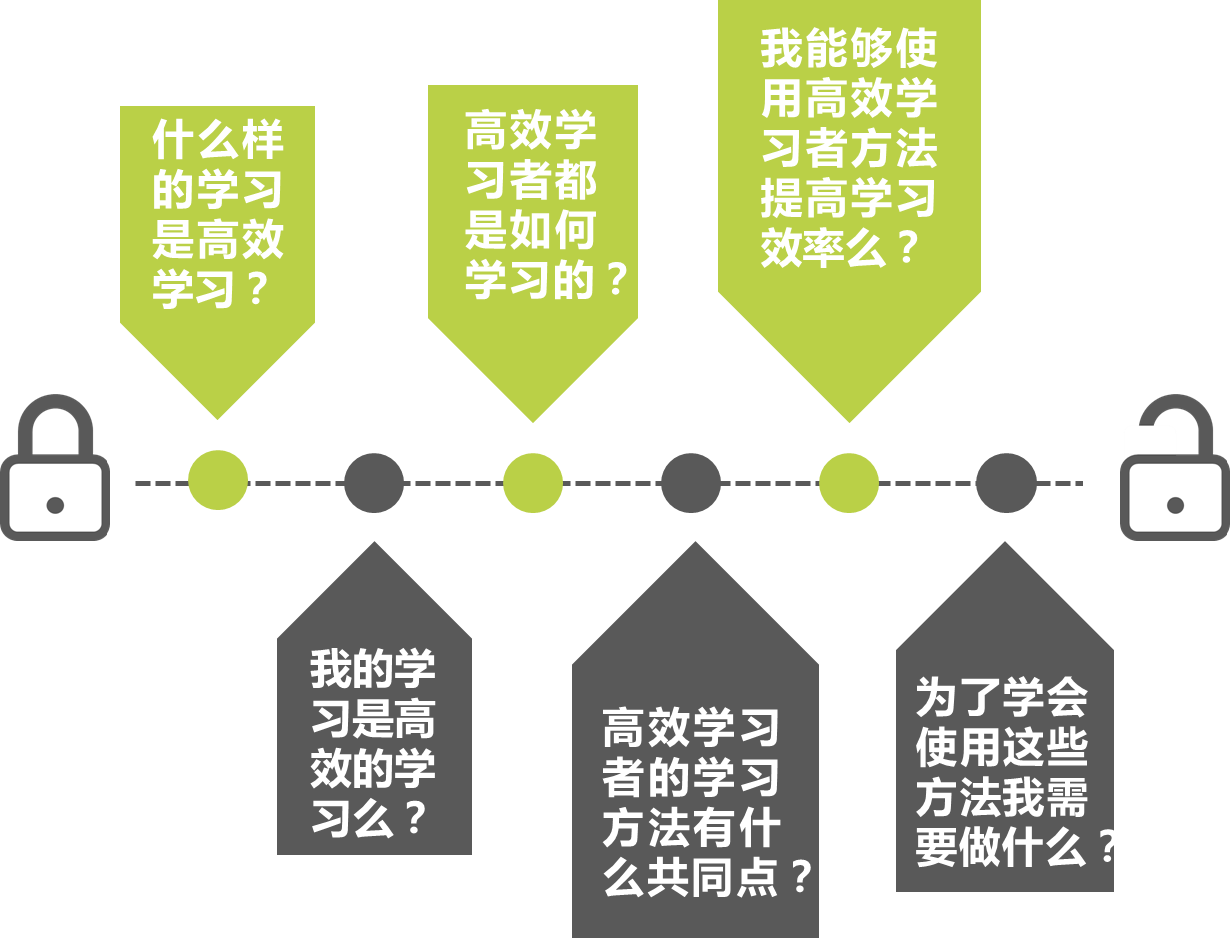 什么样
的学习
是高效
学习？
我的学
习是高
效的学
习么？
高效学
习者都
是如何
学习的？
高效学习
者的学习
方法有什
么共同点？
我能够使
用高效学
习者方法
提高学习
效率么？
为了学会
使用这些
方法我需
要做什么？